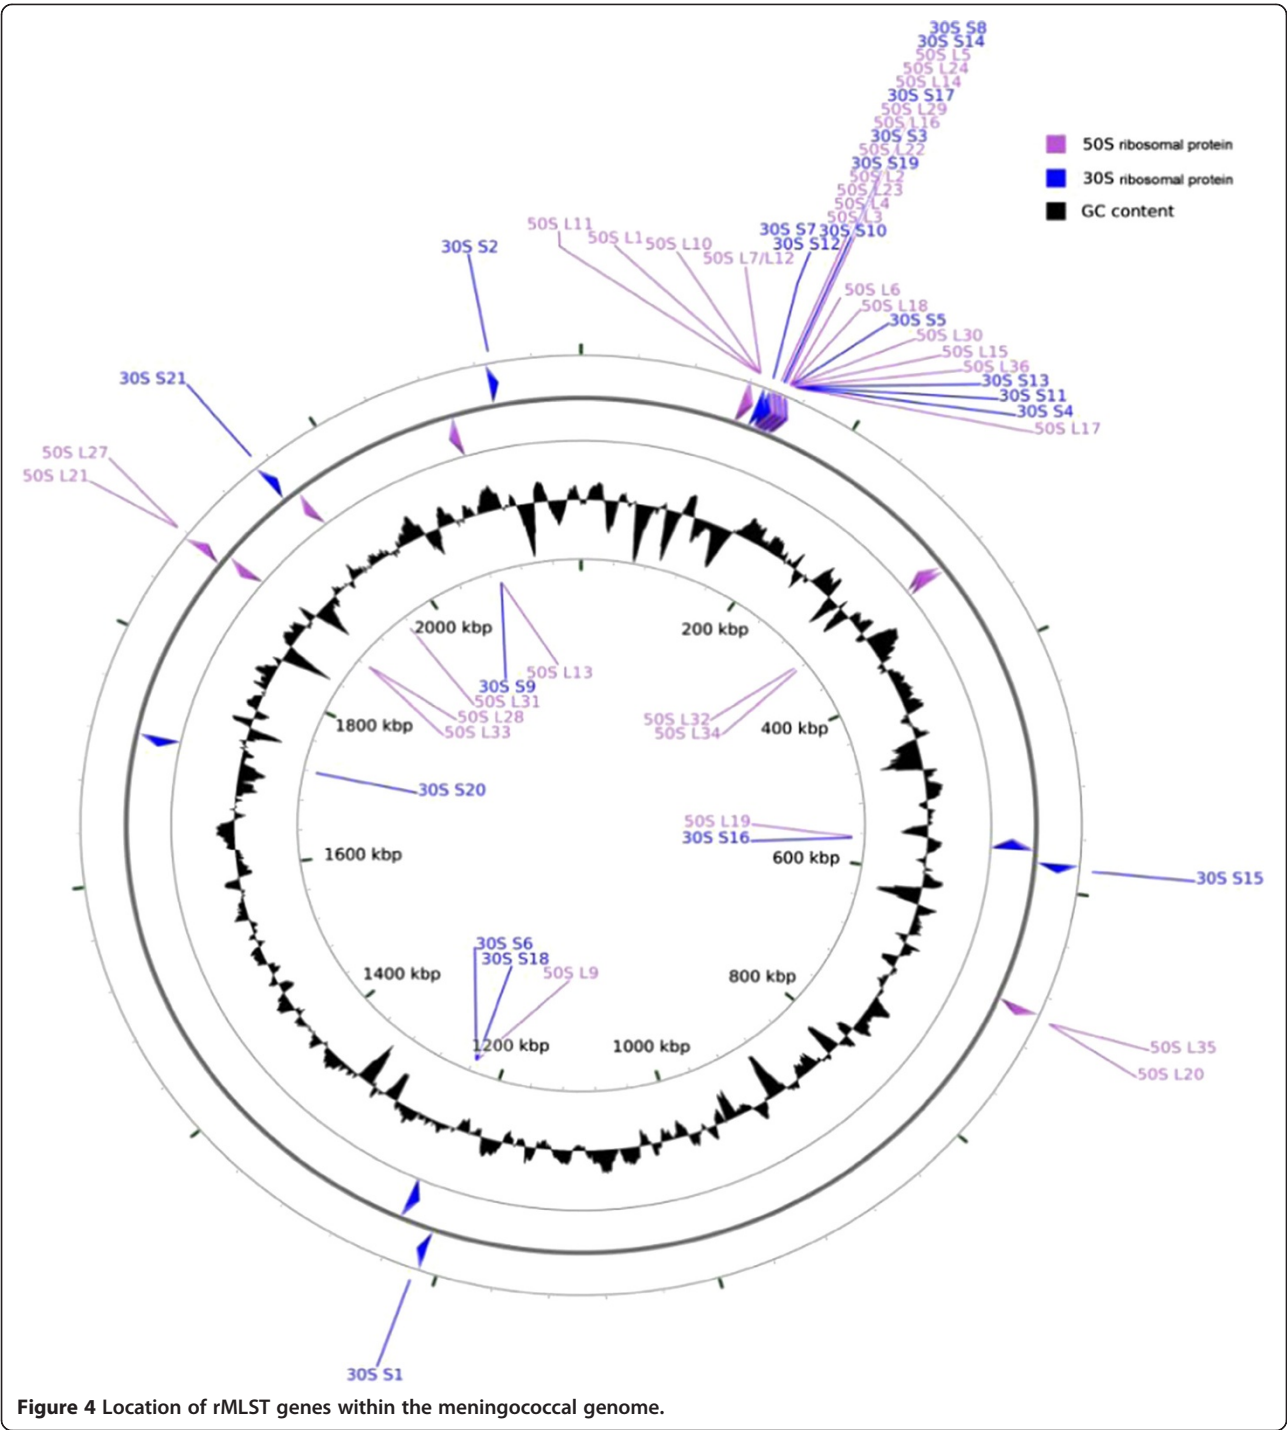 30S S8
30S S14
50S L5
50S L24
50S L14
30S S17
50S L29
50S L16
30S S3
50S L22
30S S19
50S L2
50S L23
50S L4
50S L3
30S S7 30S S10
30S S12
50S L11
50S L1
50S L10
50S L7/L12
30S S2
50S ribosomal protein
30S ribosomal protein
GC content
50S L6
50S L18
30S S5
50S L30
50S L15
50S L36
30S S13
30S S11
30S S4
50S L17
30S S21
50S L27
50S L21
2000 kbp
200 kbp
50S L13
30S S9
50S L31
50S L28
50S L33
1800 kbp
50S L32
50S L34
400 kbp
30S S20
50S L19
30S S16
1600 kbp
600 kbp
30S S15
30S S6
30S S18
50S L9
1400 kbp
800 kbp
1200 kbp
1000 kbp
50S L35
50S L20
30S S1
Figure 4 Location of rMLST genes within the meningococcal genome.